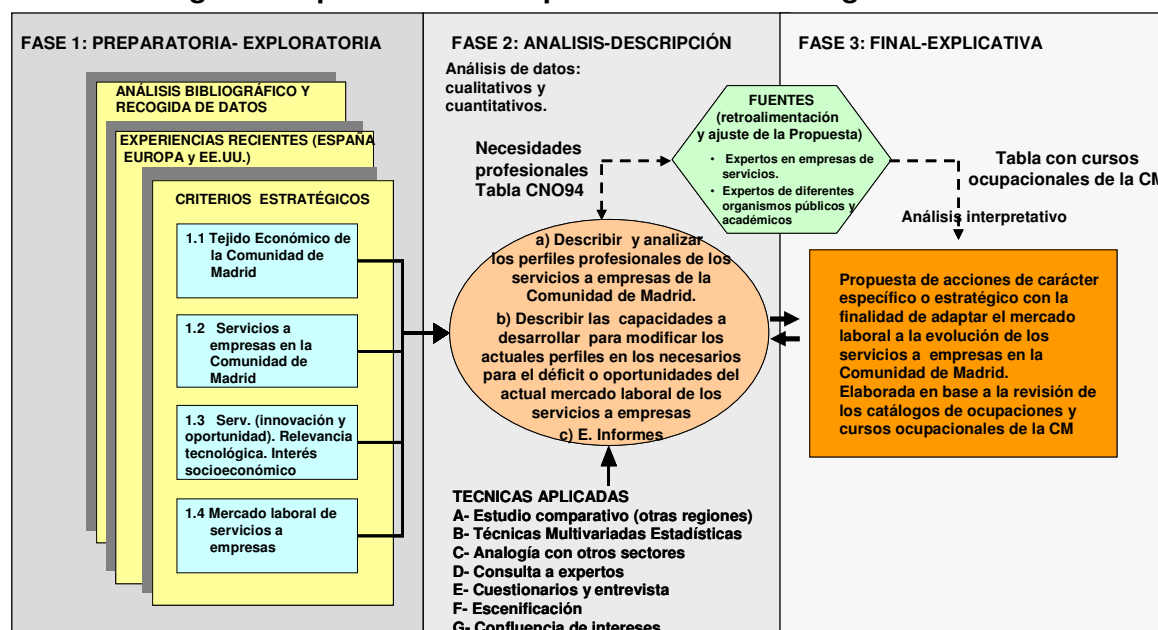 FASE 1: PREPARATORIA- EXPLORATORIA
ANÁLISIS BIBLIOGRÁFICO Y
RECOGIDA DE DATOS
EXPERIENCIAS RECIENTES (ESPAÑA
EUROPA y EE.UU.)
CRITERIOS ESTRATÉGICOS
1.1 Tejido Económico de
la Comunidad de
Madrid
1.2 Servicios a
empresas en la
Comunidad de
Madrid
1.3 Serv. (innovación y
oportunidad). Relevancia
tecnológica. Interés
socioeconómico
1.4 Mercado laboral de
servicios a
empresas
FASE 2: ANALISIS-DESCRIPCIÓN
Análisis de datos:
cualitativos y
cuantitativos.
Necesidades
profesionales
Tabla CNO94
FUENTES
(retroalimentación
y ajuste de la Propuesta)
• Expertos en empresas de
servicios.
• Expertos de diferentes
organismos públicos y
académicos
a) Describir y analizar
los perfiles profesionales de los
servicios a empresas de la
Comunidad de Madrid.
b) Describir las capacidades a
desarrollar para modificar los
actuales perfiles en los necesarios
para el déficit o oportunidades del
actual mercado laboral de los
servicios a empresas
c) E. Informes
TECNICAS APLICADAS
A- Estudio comparativo (otras regiones)
B- Técnicas Multivariadas Estadísticas
C- Analogía con otros sectores
D- Consulta a expertos
E- Cuestionarios y entrevista
F- Escenificación
G- Confluencia de intereses
FASE 3: FINAL-EXPLICATIVA
Tabla con cursos
ocupacionales de la CM
Análisis interpretativo
Propuesta de acciones de carácter
específico o estratégico con la
finalidad de adaptar el mercado
laboral a la evolución de los
servicios a empresas en la
Comunidad de Madrid.
Elaborada en base a la revisión de
los catálogos de ocupaciones y
cursos ocupacionales de la CM